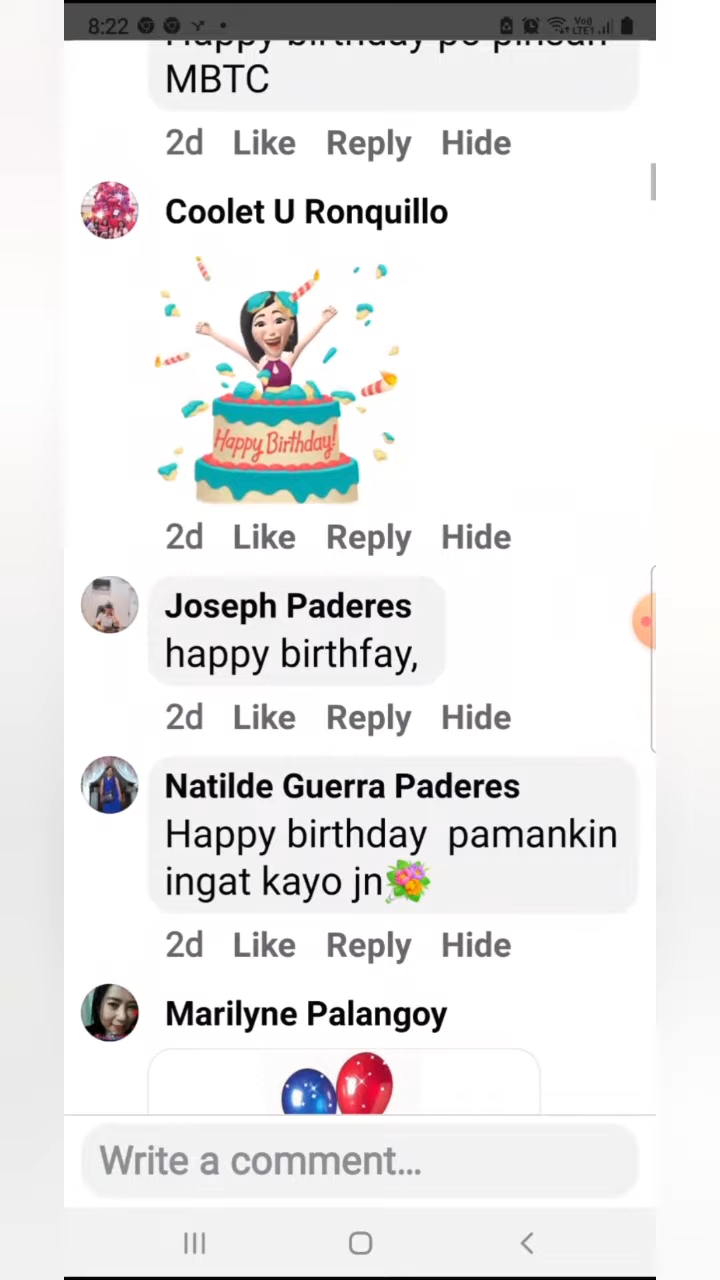 8:22
Happy birthday po pinsan
MBTC
2d Like Reply Hide
Coolet U Ronquillo
Happy Birthday!
2d Like Reply Hide
Joseph Paderes
happy birthfay,
2d Like Reply Hide
Natilde Guerra Paderes
Happy birthday pamankin
ingat kayo jn
2d Like Reply Hide
Marilyne Palangoy
Write a comment...